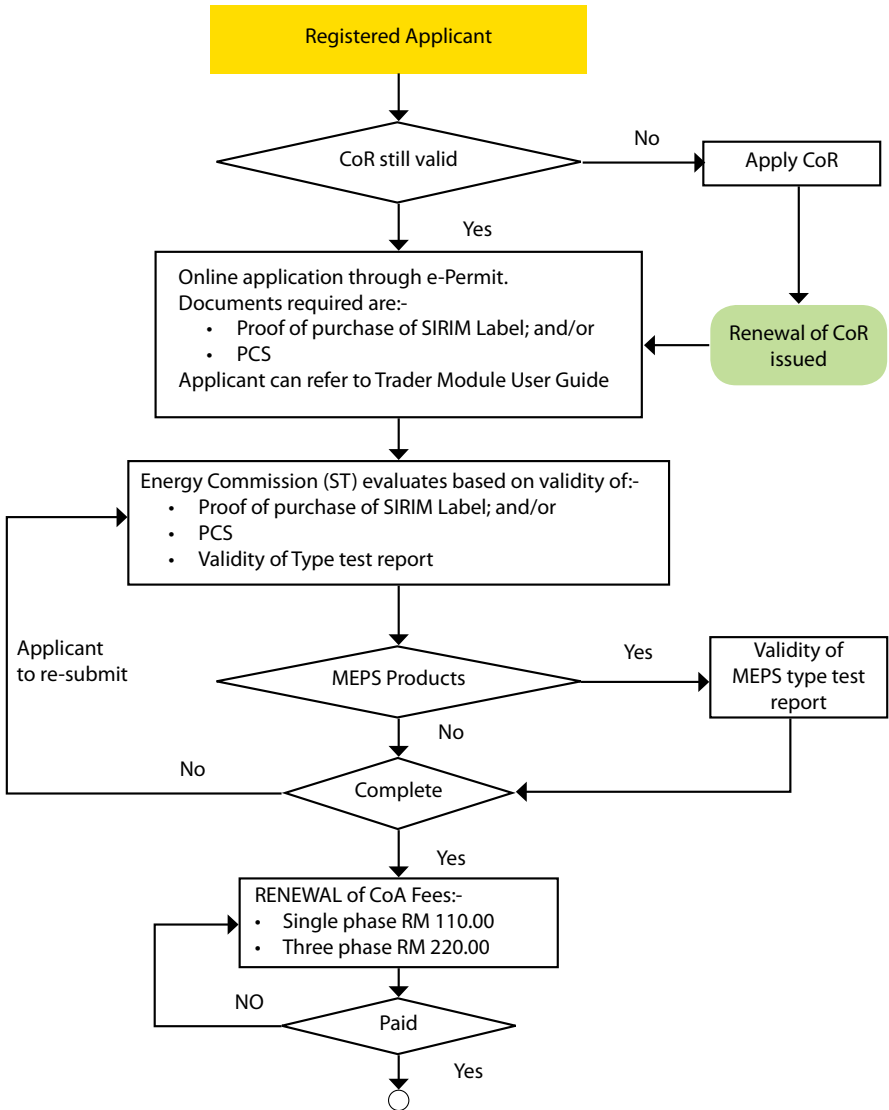 Registered Applicant
CoR still valid
No
Apply CoR
Yes
Online application through e-Permit.
Documents required are:-
• Proof of purchase of SIRIM Label; and/or
• PCS
Applicant can refer to Trader Module User Guide
Renewal of CoR
issued
Energy Commission (ST) evaluates based on validity of:-
• Proof of purchase of SIRIM Label; and/or
• PCS
• Validity of Type test report
Applicant
to re-submit
MEPS Products
Yes
Validity of
MEPS type test
report
No
No
Complete
Yes
RENEWAL of CoA Fees:-
• Single phase RM 110.00
• Three phase RM 220.00
NO
Paid
Yes